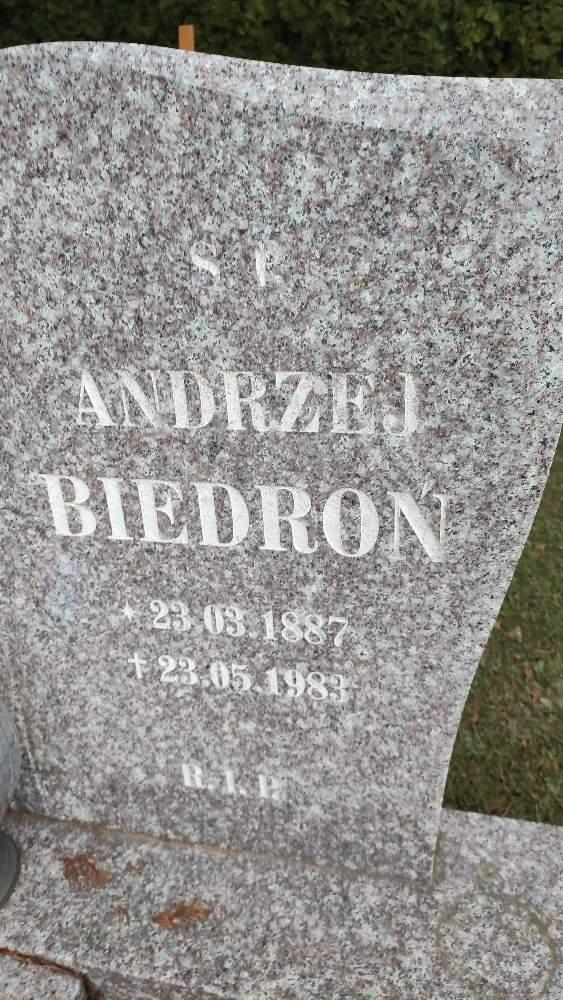 S. P.
ANDRZEJ
BIEDROŃ
* 23.03.1887
† 23.05.1983
R. I. P.